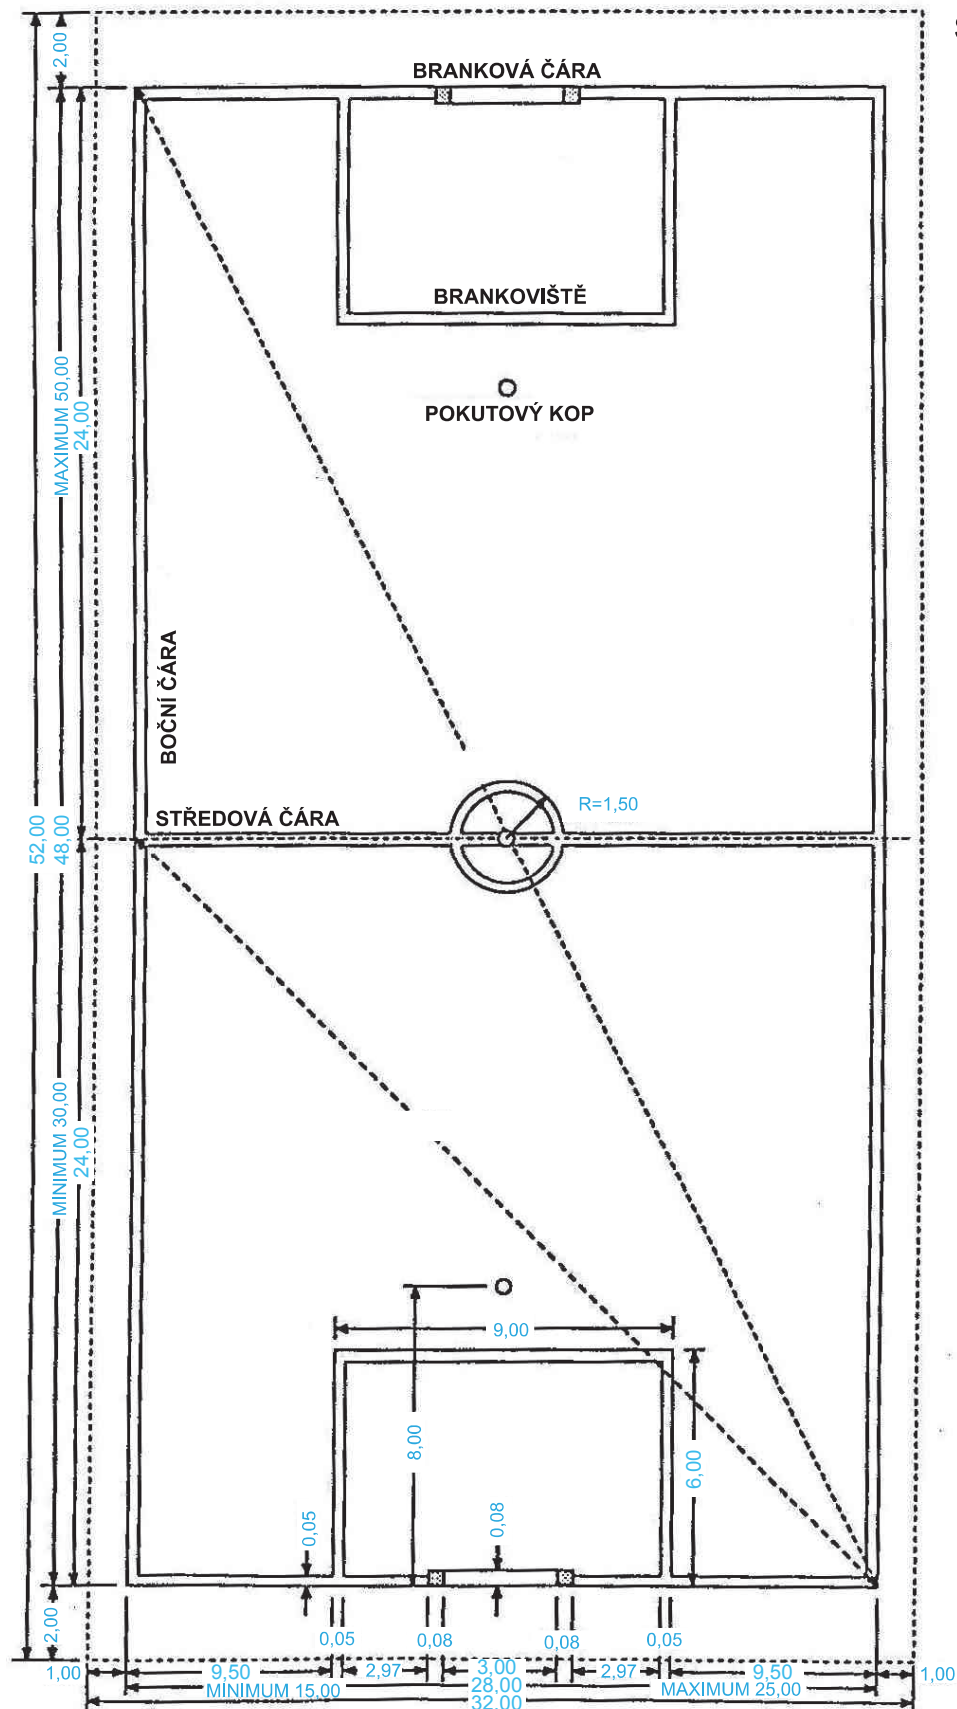 2,00
BRANKOVÁ ČÁRA
BRANKOVIŠTĚ
POKUTOVÝ KOP
MAXIMUM 50,00
24,00
BOČNÍ ČÁRA
STŘEDOVÁ ČÁRA
R=1,50
52,00
48,00
MINIMUM 30,00
24,00
9,00
8,00
6,00
0,05
0,08
2,00
0,05
0,08
0,08
0,05
1,00
9,50
2,97
3,00
2,97
9,50
1,00
MINIMUM 15,00
28,00
MAXIMUM 25,00
32,00